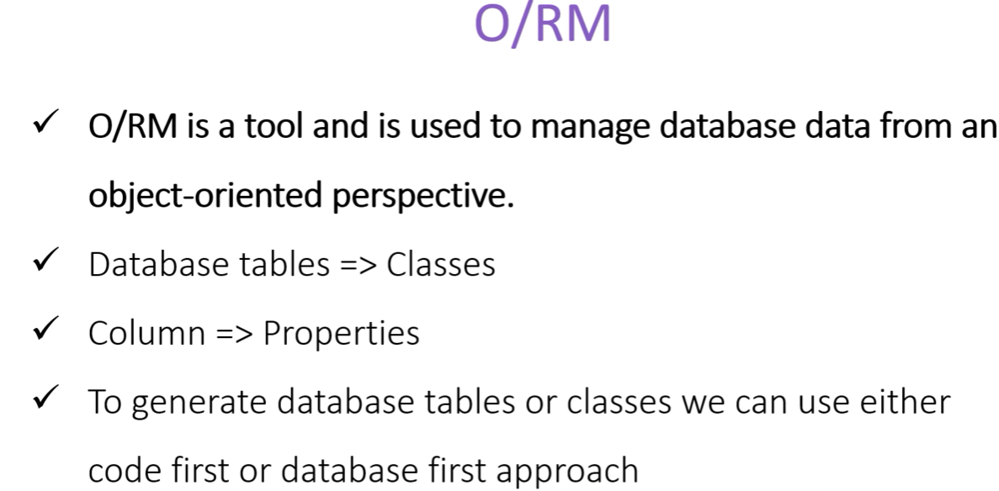 O/RM
✓ O/RM is a tool and is used to manage database data from an
object-oriented perspective.
✓ Database tables => Classes
✓ Column => Properties
✓ To generate database tables or classes we can use either
code first or database first approach